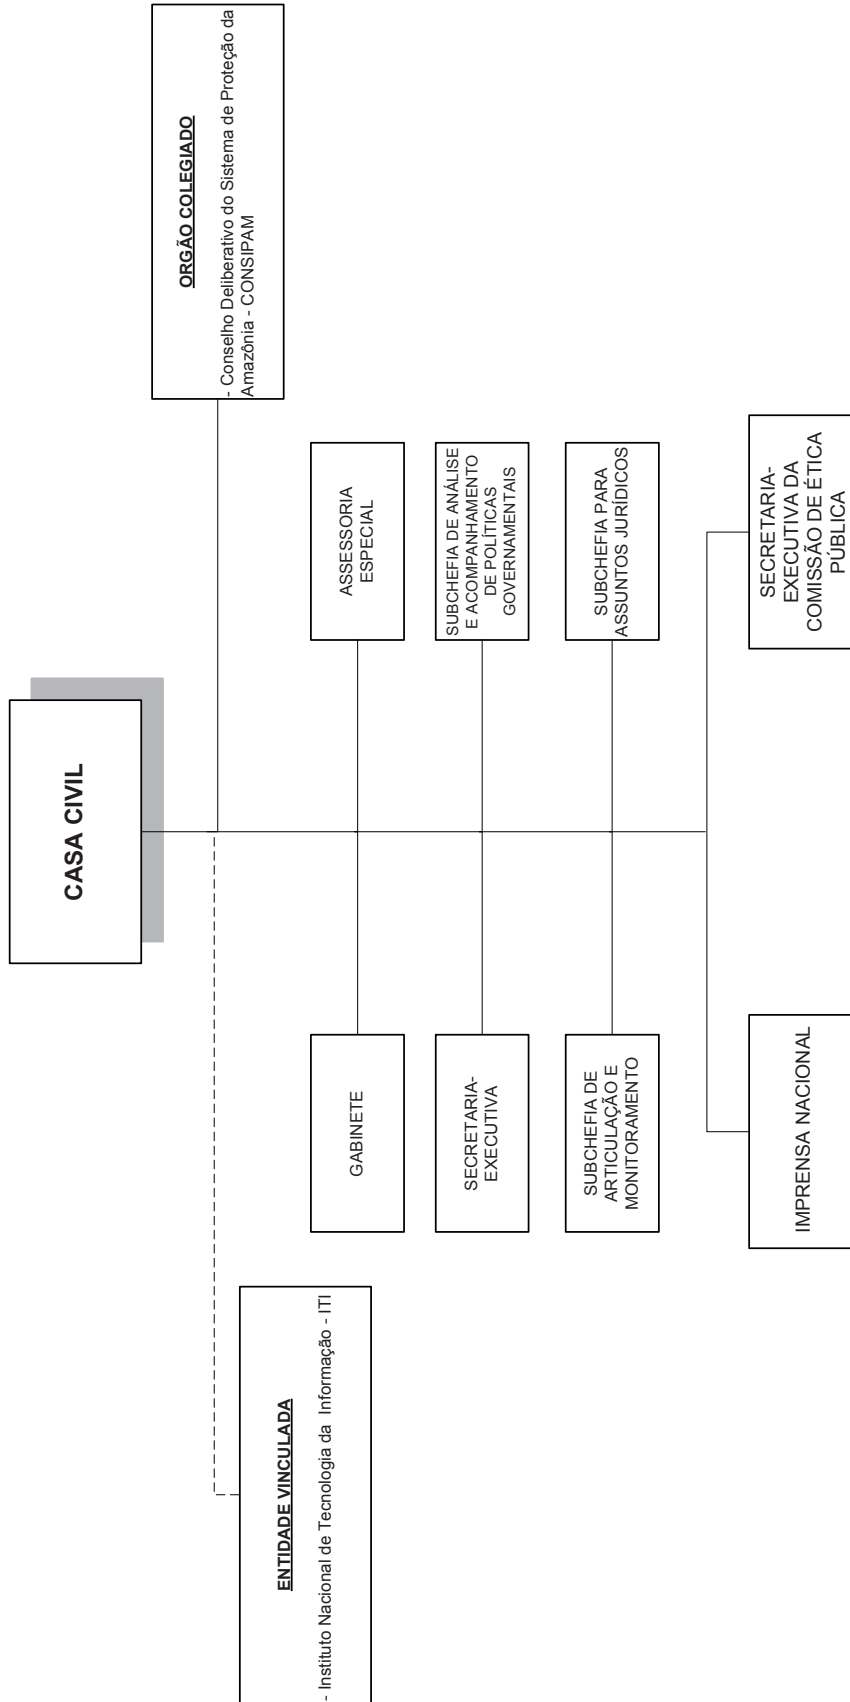 CASA CIVIL
ORGÃO COLEGIADO
- Conselho Deliberativo do Sistema de Proteção da
Amazônia - CONSIPAM
ENTIDADE VINCULADA
- Instituto Nacional de Tecnologia da Informação - ITI
GABINETE
ASSESSORIA
ESPECIAL
SECRETARIA-
EXECUTIVA
SUBCHEFIA DE ANÁLISE
E ACOMPANHAMENTO
DE POLÍTICAS
GOVERNAMENTAIS
SUBCHEFIA DE
ARTICULAÇÃO E
MONITORAMENTO
SUBCHEFIA PARA
ASSUNTOS JURÍDICOS
IMPRENSA NACIONAL
SECRETARIA-
EXECUTIVA DA
COMISSÃO DE ÉTICA
PÚBLICA